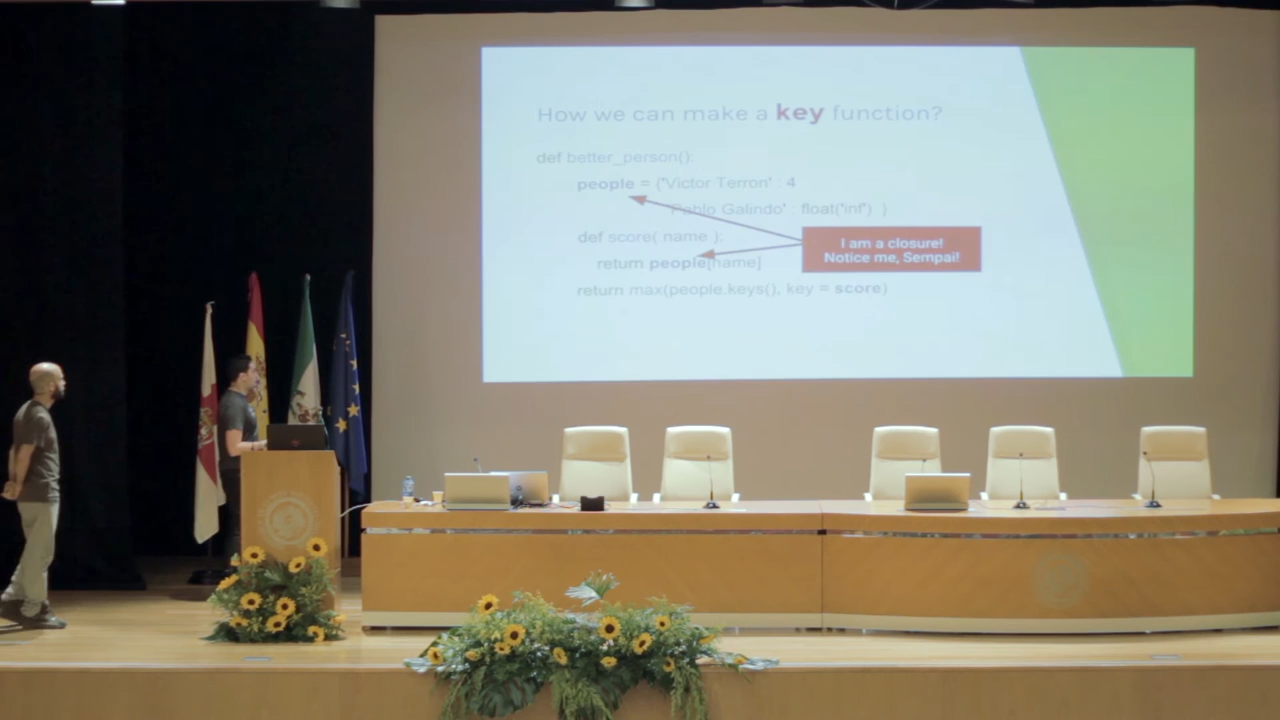 How we can make a key function?
def better_person():
people = {'Victor Terron' : 4
'Pablo Galindo' : float('inf') }
def score( name ):
return people[name]
return max(people.keys(), key = score)
I am a closure!
Notice me, Sempai!